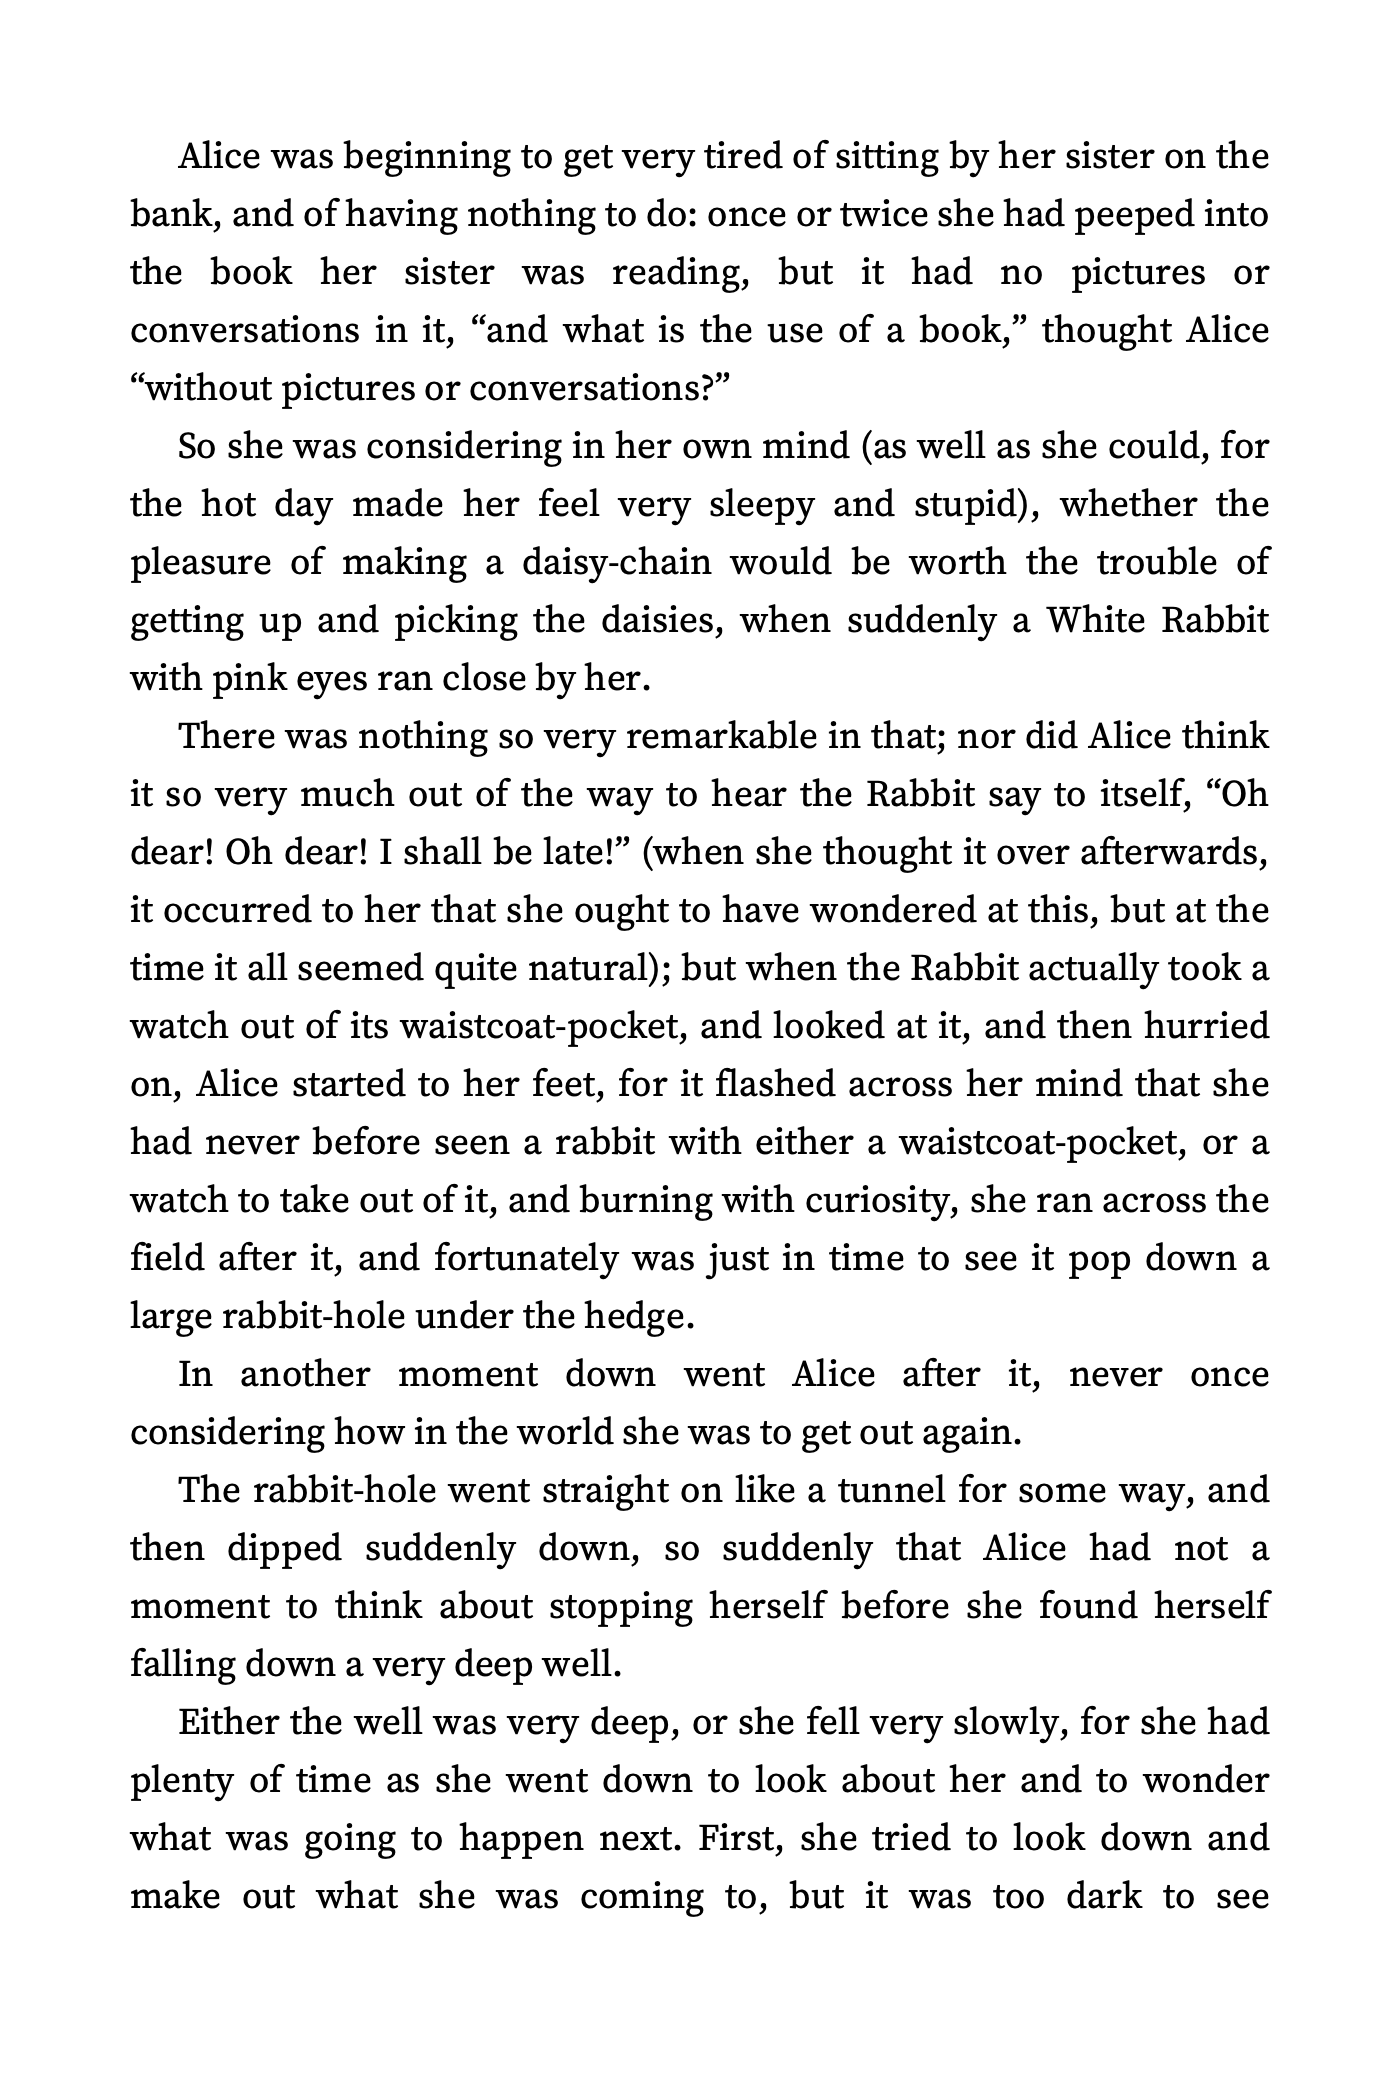 Alice was beginning to get very tired of sitting by her sister on the
bank, and of having nothing to do: once or twice she had peeped into
the book her sister was reading, but it had no pictures or
conversations in it, “and what is the use of a book,” thought Alice
“without pictures or conversations?”
So she was considering in her own mind (as well as she could, for
the hot day made her feel very sleepy and stupid), whether the
pleasure of making a daisy-chain would be worth the trouble of
getting up and picking the daisies, when suddenly a White Rabbit
with pink eyes ran close by her.
There was nothing so very remarkable in that; nor did Alice think
it so very much out of the way to hear the Rabbit say to itself, “Oh
dear! Oh dear! I shall be late!” (when she thought it over afterwards,
it occurred to her that she ought to have wondered at this, but at the
time it all seemed quite natural); but when the Rabbit actually took a
watch out of its waistcoat-pocket, and looked at it, and then hurried
on, Alice started to her feet, for it flashed across her mind that she
had never before seen a rabbit with either a waistcoat-pocket, or a
watch to take out of it, and burning with curiosity, she ran across the
field after it, and fortunately was just in time to see it pop down a
large rabbit-hole under the hedge.
In another moment down went Alice after it, never once
considering how in the world she was to get out again.
The rabbit-hole went straight on like a tunnel for some way, and
then dipped suddenly down, so suddenly that Alice had not a
moment to think about stopping herself before she found herself
falling down a very deep well.
Either the well was very deep, or she fell very slowly, for she had
plenty of time as she went down to look about her and to wonder
what was going to happen next. First, she tried to look down and
make out what she was coming to, but it was too dark to see